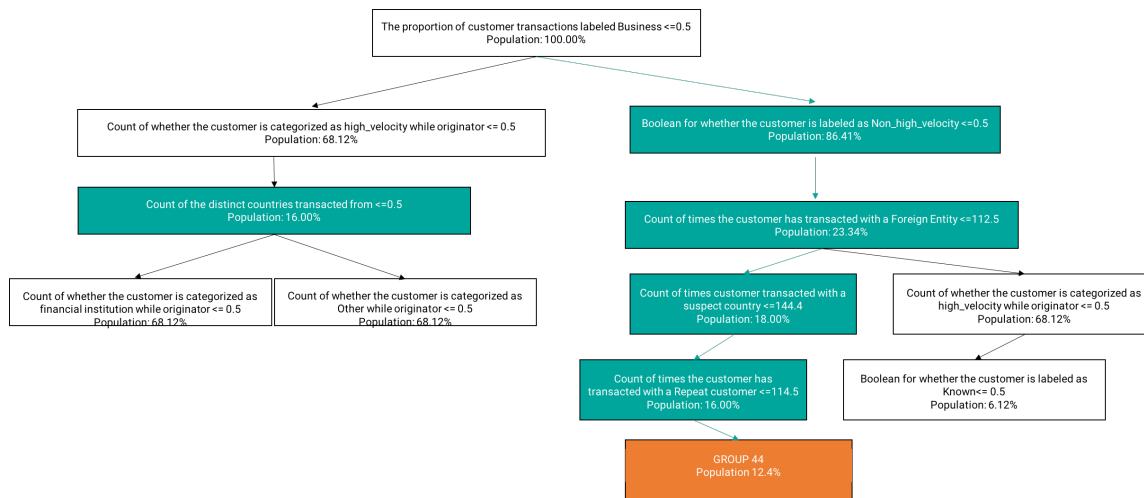 The proportion of customer transactions labeled Business <=0.5
Population: 100.00%
Count of whether the customer is categorized as high_velocity while originator <= 0.5
Population: 68.12%
Boolean for whether the customer is labeled as Non_high_velocity <=0.5
Population: 86.41%
Count of the distinct countries transacted from <=0.5
Population: 16.00%
Count of times the customer has transacted with a Foreign Entity <=112.5
Population: 23.34%
Count of whether the customer is categorized as
financial institution while originator <= 0.5
Population: 68.12%
Count of whether the customer is categorized as
Other while originator <= 0.5
Population: 68.12%
Count of times customer transacted with a
suspect country <=144.4
Population: 18.00%
Count of whether the customer is categorized as
high_velocity while originator <= 0.5
Population: 68.12%
Count of times the customer has
transacted with a Repeat customer <=114.5
Population: 16.00%
Boolean for whether the customer is labeled as
Known<= 0.5
Population: 6.12%
GROUP 44
Population 12.4%